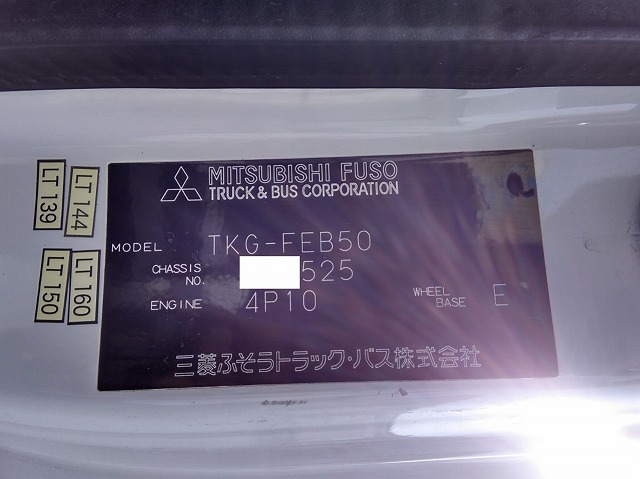 MITSUBISHI FUSO
TRUCK & BUS CORPORATION
MODEL TKG-FEB50
CHASSIS NO. 525
ENGINE 4P10
WHEEL BASE E
三菱ふそうトラック・バス株式会社
LT 139
LT 144
LT 150
LT 160